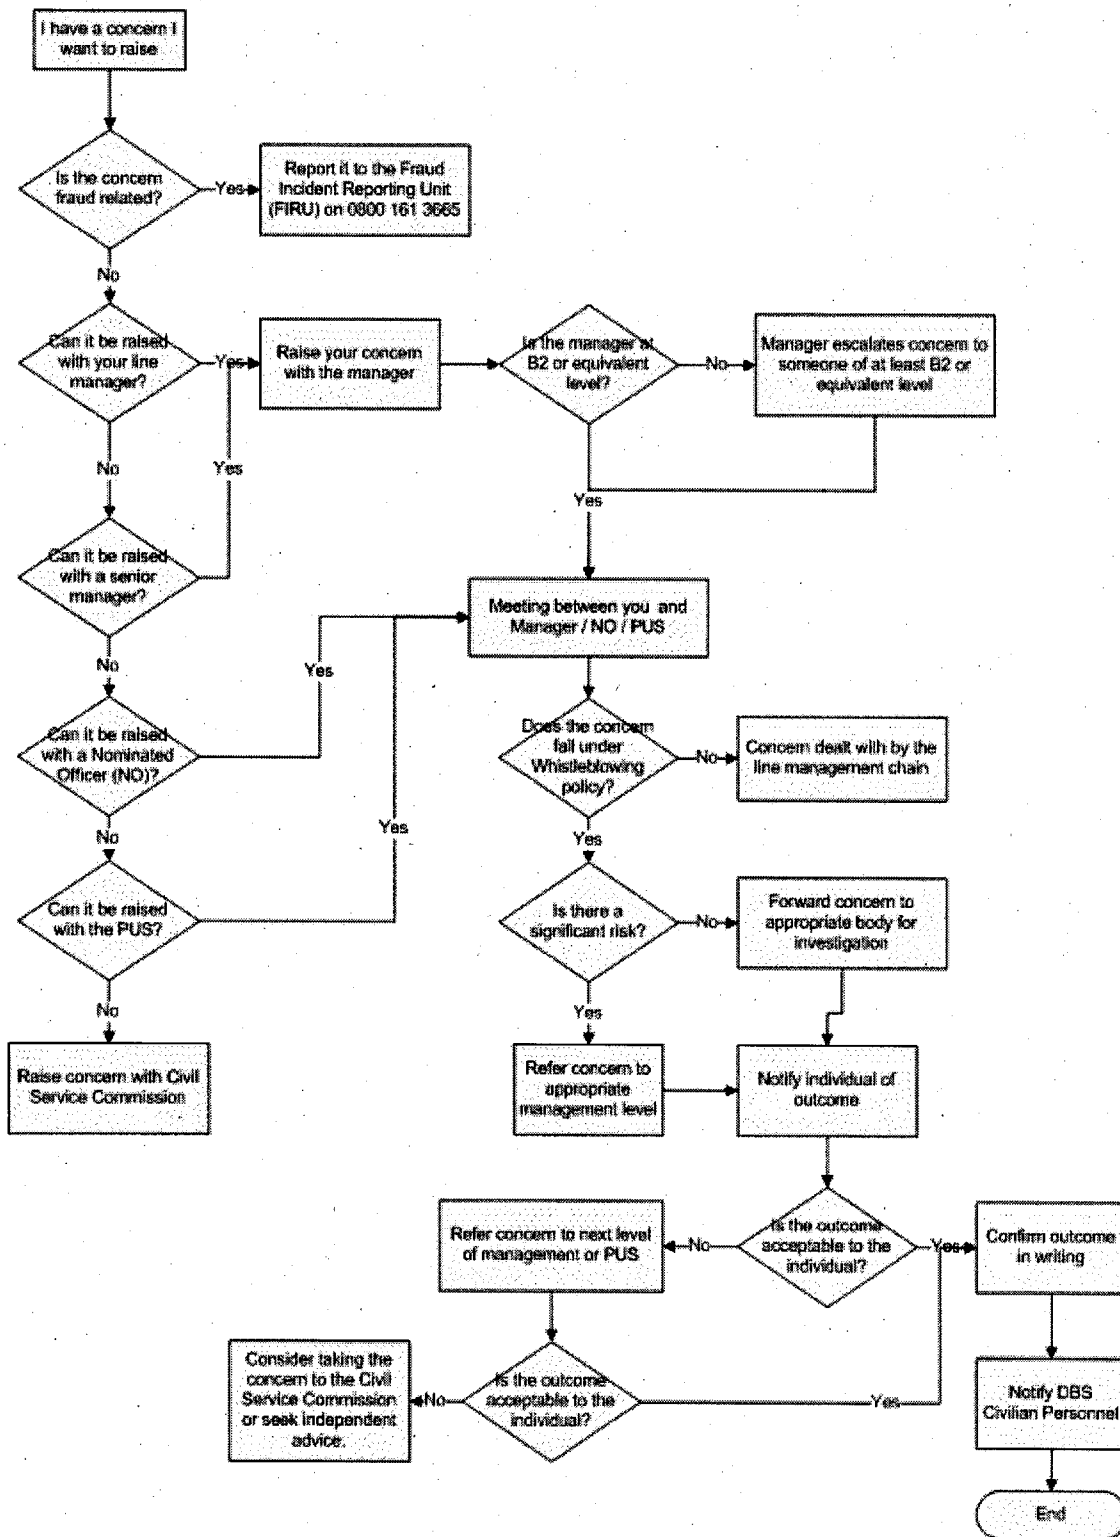 I have a concern I
want to raise
Is the concern
fraud related?
Yes
Report it to the Fraud
Incident Reporting Unit
(FIRU) on 0800 161 3665
No
Can it be raised
with your line
manager?
Yes
Raise your concern
with the manager
Is the manager at
B2 or equivalent
level?
No
Manager escalates concern to
someone of at least B2 or
equivalent level
No
Yes
Yes
Can it be raised
with a senior
manager?
Meeting between you and
Manager / NO / PUS
No
Yes
Can it be raised
with a Nominated
Officer (NO)?
Does the concern
fall under
Whistleblowing
policy?
No
Concern dealt with by the
line management chain
No
Yes
Yes
Can it be raised
with the PUS?
Is there a
significant risk?
No
Forward concern to
appropriate body for
investigation
No
Yes
Raise concern with Civil
Service Commission
Refer concern to
appropriate
management level
Notify individual of
outcome
Refer concern to next level
of management or PUS
No
Is the outcome
acceptable to the
individual?
Yes
Confirm outcome
in writing
Consider taking the
concern to the Civil
Service Commission
or seek independent
advice.
No
Is the outcome
acceptable to the
individual?
Yes
Notify DBS
Civilian Personnel
End